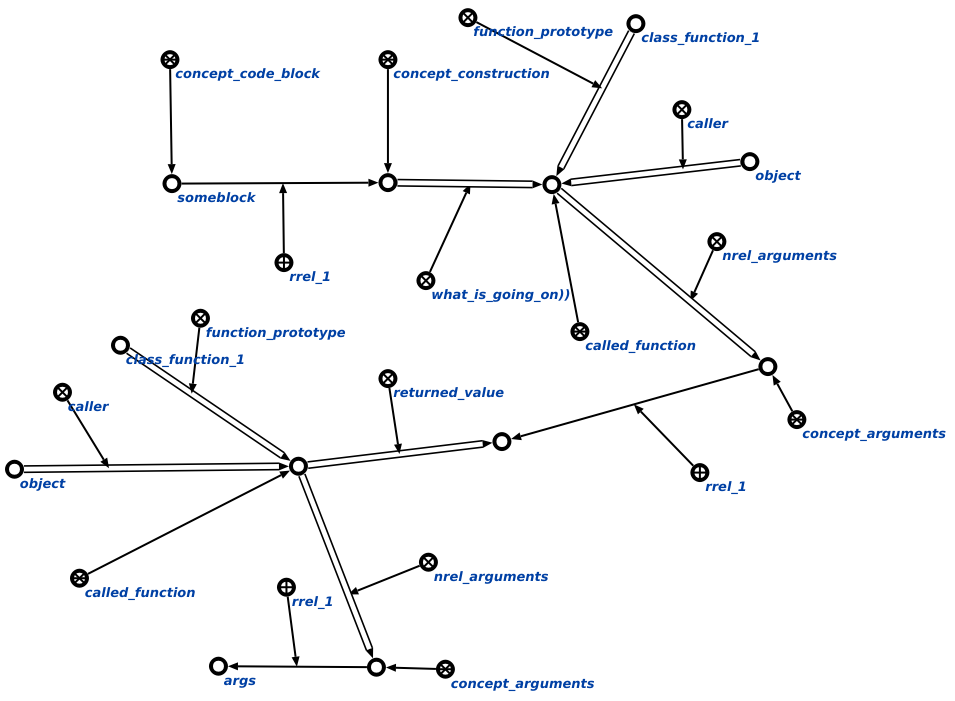 function_prototype
class_function_1
concept_code_block
concept_construction
caller
object
someblock
nrel_arguments
rrel_1
what_is_going_on))
function_prototype
called_function
class_function_1
returned_value
caller
concept_arguments
object
rrel_1
nrel_arguments
called_function
rrel_1
args
concept_arguments